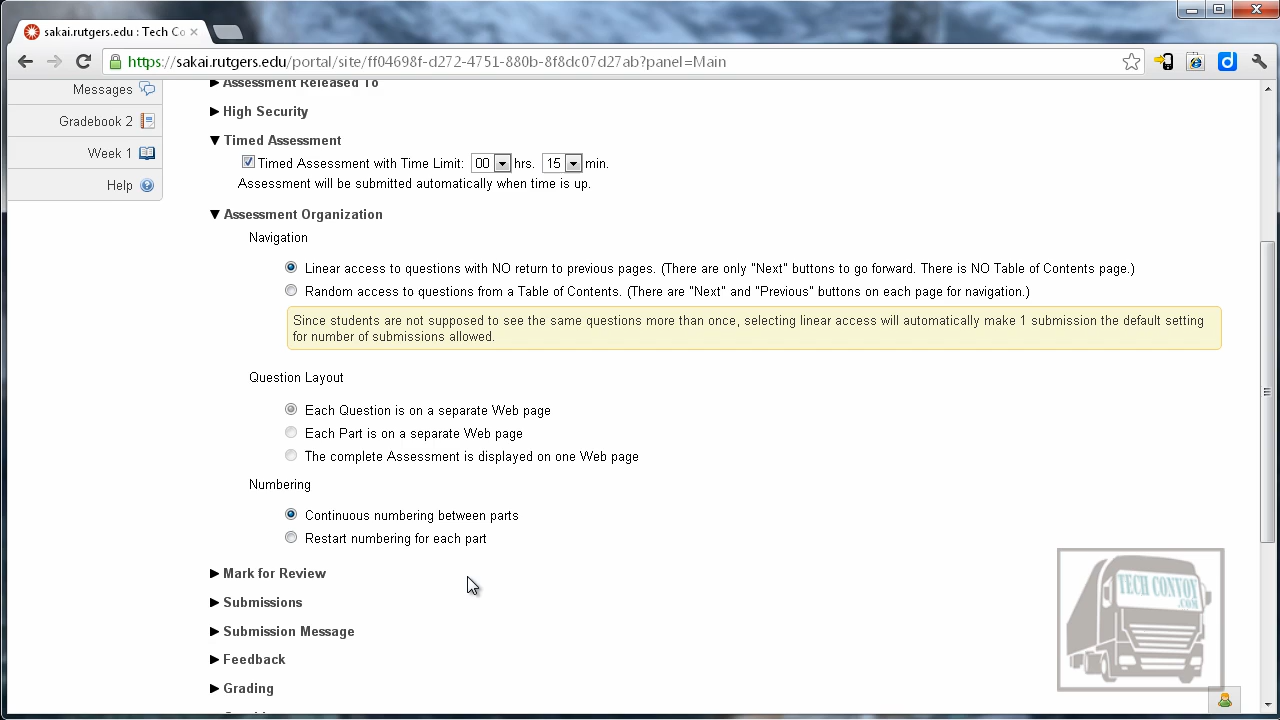 sakai.rutgers.edu : Tech Co
https://sakai.rutgers.edu/portal/site/ff04698f-d272-4751-880b-8f8dc07d27ab?panel=Main
Messages
Gradebook 2
Week 1
Help
Assessment Released To
High Security
Timed Assessment
Timed Assessment with Time Limit: 00 hrs. 15 min.
Assessment will be submitted automatically when time is up.
Assessment Organization
Navigation
Linear access to questions with NO return to previous pages. (There are only "Next" buttons to go forward. There is NO Table of Contents page.)
Random access to questions from a Table of Contents. (There are "Next" and "Previous" buttons on each page for navigation.)
Since students are not supposed to see the same questions more than once, selecting linear access will automatically make 1 submission the default setting
for number of submissions allowed.
Question Layout
Each Question is on a separate Web page
Each Part is on a separate Web page
The complete Assessment is displayed on one Web page
Numbering
Continuous numbering between parts
Restart numbering for each part
Mark for Review
Submissions
Submission Message
Feedback
Grading
TECH CONVOY
.COM